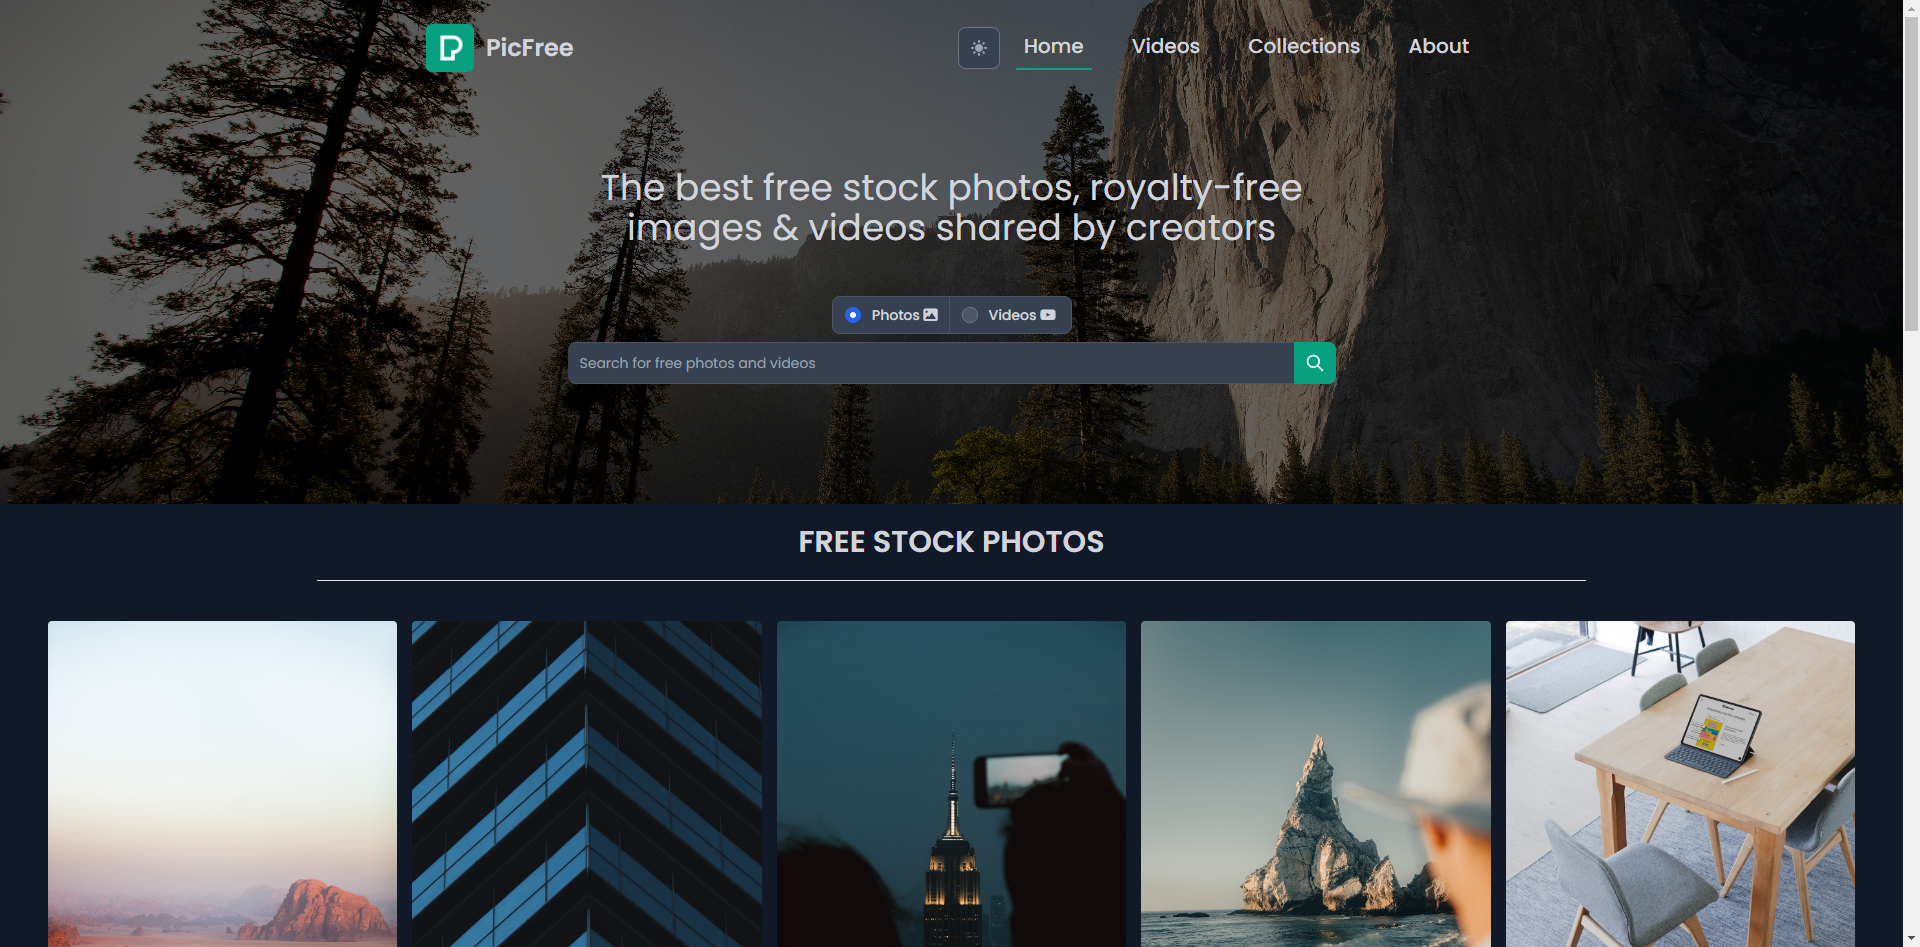 PicFree
Home Videos Collections About
The best free stock photos, royalty-free
images & videos shared by creators
Photos Videos
Search for free photos and videos
FREE STOCK PHOTOS